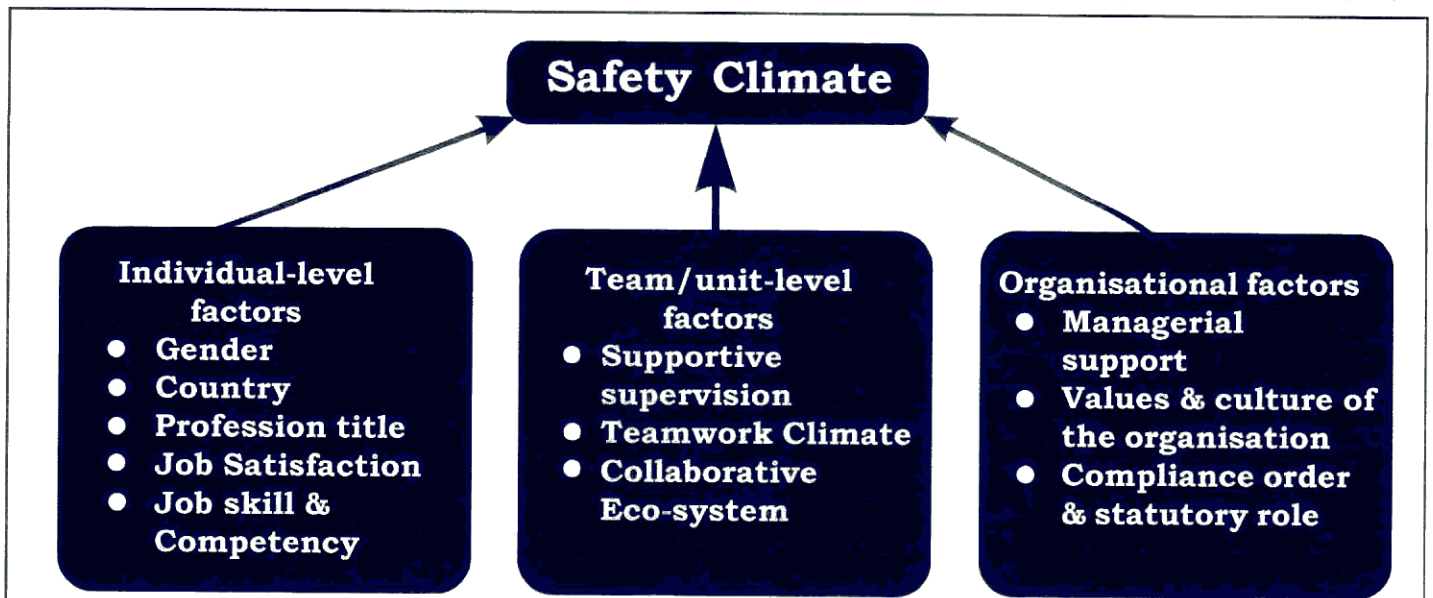 Safety Climate
Individual-level
factors
● Gender
● Country
● Profession title
● Job Satisfaction
● Job skill &
Competency
Team/unit-level
factors
● Supportive
supervision
● Teamwork Climate
● Collaborative
Eco-system
Organisational factors
● Managerial
support
● Values & culture of
the organisation
● Compliance order
& statutory role